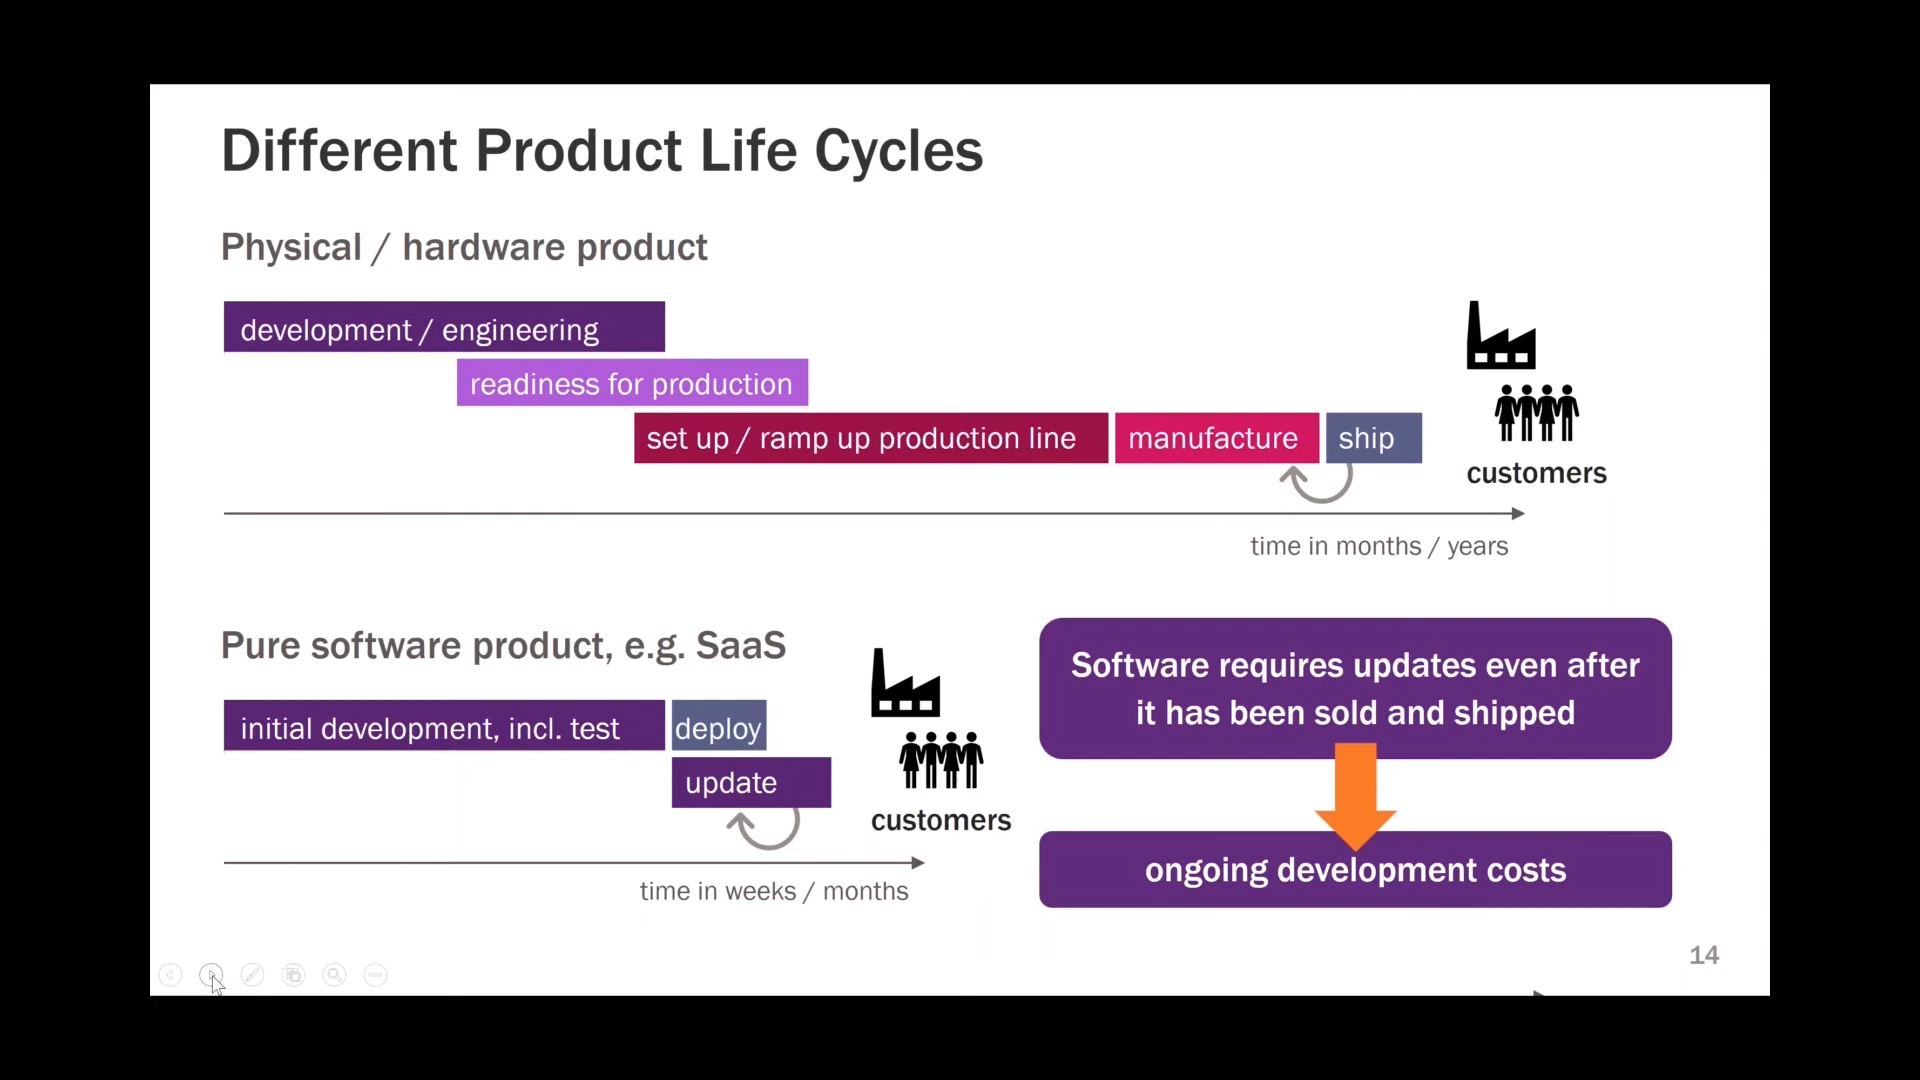 Different Product Life Cycles
Physical / hardware product
development / engineering
readiness for production
set up / ramp up production line
manufacture
ship
customers
time in months / years
Pure software product, e.g. SaaS
initial development, incl. test
deploy
update
customers
time in weeks / months
Software requires updates even after
it has been sold and shipped
ongoing development costs
14